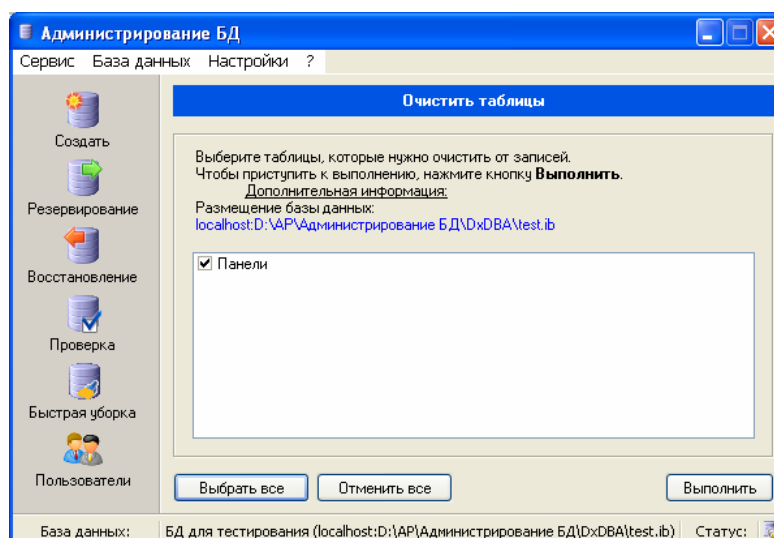 Администрирование БД
Сервис База данных Настройки ?
Создать
Резервирование
Восстановление
Проверка
Быстрая уборка
Пользователи
Очистить таблицы
Выберите таблицы, которые нужно очистить от записей.
Чтобы приступить к выполнению, нажмите кнопку Выполнить.
Дополнительная информация:
Размещение базы данных:
localhost:D:\AP\Администрирование БД\DxDBA\test.ib
Панели
Выбрать все Отменить все Выполнить
База данных: БД для тестирования (localhost:D:\AP\Администрирование БД\DxDBA\test.ib) Статус: